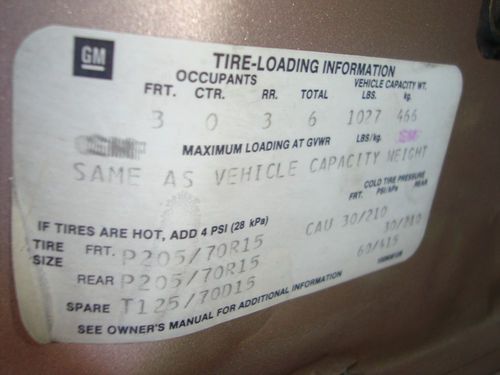 GM
TIRE-LOADING INFORMATION
OCCUPANTS VEHICLE CAPACITY WT.
FRT. CTR. RR. TOTAL LBS. kg.
3 0 3 6 1027 466
MAXIMUM LOADING AT GVWR LBS/kg.
SAME AS VEHICLE CAPACITY WEIGHT
COLD TIRE PRESSURE
FRT. PSI/kPa REAR
IF TIRES ARE HOT, ADD 4 PSI (28 kPa) CAU 30/210 30/210
TIRE SIZE FRT. P205/70R15
REAR P205/70R15 60/415
SPARE T125/70D15
SEE OWNER'S MANUAL FOR ADDITIONAL INFORMATION